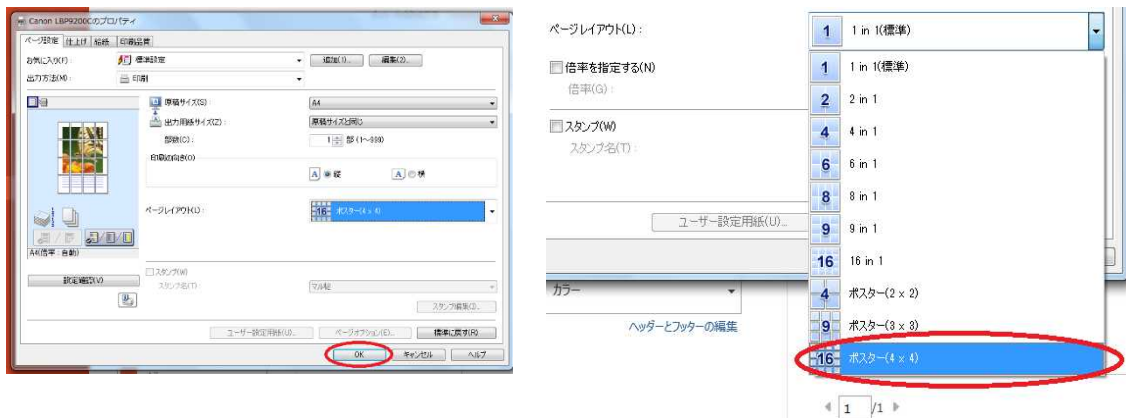 Canon LBP9200Cのプロパティ
ページ設定 仕上げ 給紙 印刷品質
お気に入り(F): 標準設定 追加(1)... 編集(2)...
出力方法(M): 印刷
原稿サイズ(S): A4
出力用紙サイズ(Z): 原稿サイズと同じ
部数(C): 1 部 (1～999)
印刷の向き(O)
A 縦 A 横
ページレイアウト(L): 16 ポスター(4 x 4)
A4(倍率:自動)
設定確認(V)
スタンプ(W)
スタンプ名(T): マル秘
スタンプ編集(D)...
ユーザー設定用紙(U)... ページオプション(E)... 標準に戻す(R)
OK キャンセル ヘルプ
ページレイアウト(L): 1 1 in 1(標準)
倍率を指定する(N)
倍率(G):
スタンプ(W)
スタンプ名(T):
ユーザー設定用紙(U)...
カラー
ヘッダーとフッターの編集
1 1 in 1(標準)
2 2 in 1
4 4 in 1
6 6 in 1
8 8 in 1
9 9 in 1
16 16 in 1
4 ポスター(2 x 2)
9 ポスター(3 x 3)
16 ポスター(4 x 4)
1 /1